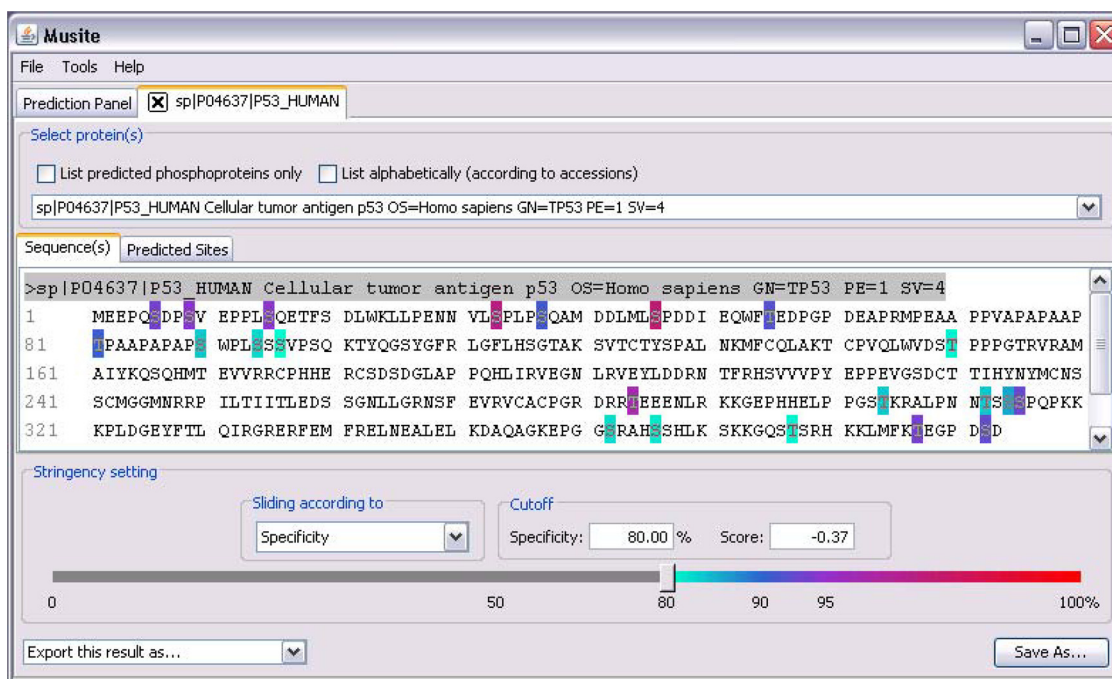 Musite
File Tools Help
Prediction Panel sp|P04637|P53_HUMAN
Select protein(s)
List predicted phosphoproteins only List alphabetically (according to accessions)
sp|P04637|P53_HUMAN Cellular tumor antigen p53 OS=Homo sapiens GN=TP53 PE=1 SV=4
Sequence(s) Predicted Sites
>sp|P04637|P53_HUMAN Cellular tumor antigen p53 OS=Homo sapiens GN=TP53 PE=1 SV=4
1 MEEPQSDPSV EPPLSQETFS DLWKLLPENN VLSPLPSQAM DDLMLSPDDI EQWFTEDPGP DEAPRMPEAA PPVAPAPAAP
81 TPAAPAPAPS WPLSSSVPSQ KTYQGSYGFR LGFLHSGTAK SVTCTYSPAL NKMFCQLAKT CPVQLWVDST PPPGTRVRAM
161 AIYKQSQHMT EVVRRCPHHE RCSDSDGLAP PQHLIRVEGN LRVEYLDDRN TFRHSVVVPY EPPEVGSDCT TIHYNYMCNS
241 SCMGGMNRRP ILTIITLEDS SGNLLGRNSF EVRVCACPGR DRRTEEENLR KKGEPHHELP PGSTKRALPN NTSSSPQPKK
321 KPLDGEYFTL QIRGRERFEM FRELNEALEL KDAQAGKEPG GSRAHSSHLK SKKGQSTSRH KKLMFKTEGP DSD
Stringency setting
Sliding according to Cutoff
Specificity Specificity: 80.00 % Score: -0.37
0 50 80 90 95 100%
Export this result as... Save As...